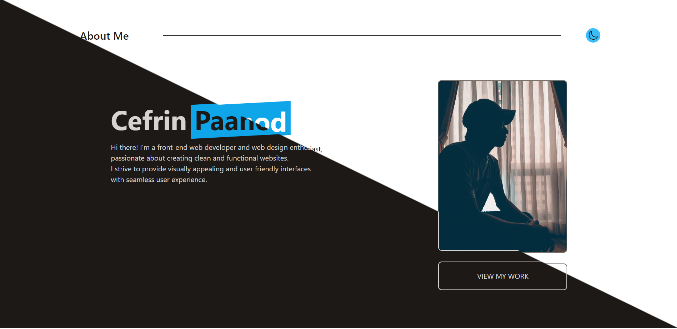 About Me
Cefrin Paanod
Hi there! I'm a front-end web developer and web design enthusiast,
passionate about creating clean and functional websites.
I strive to provide visually appealing and user friendly interfaces
with seamless user experience.
VIEW MY WORK